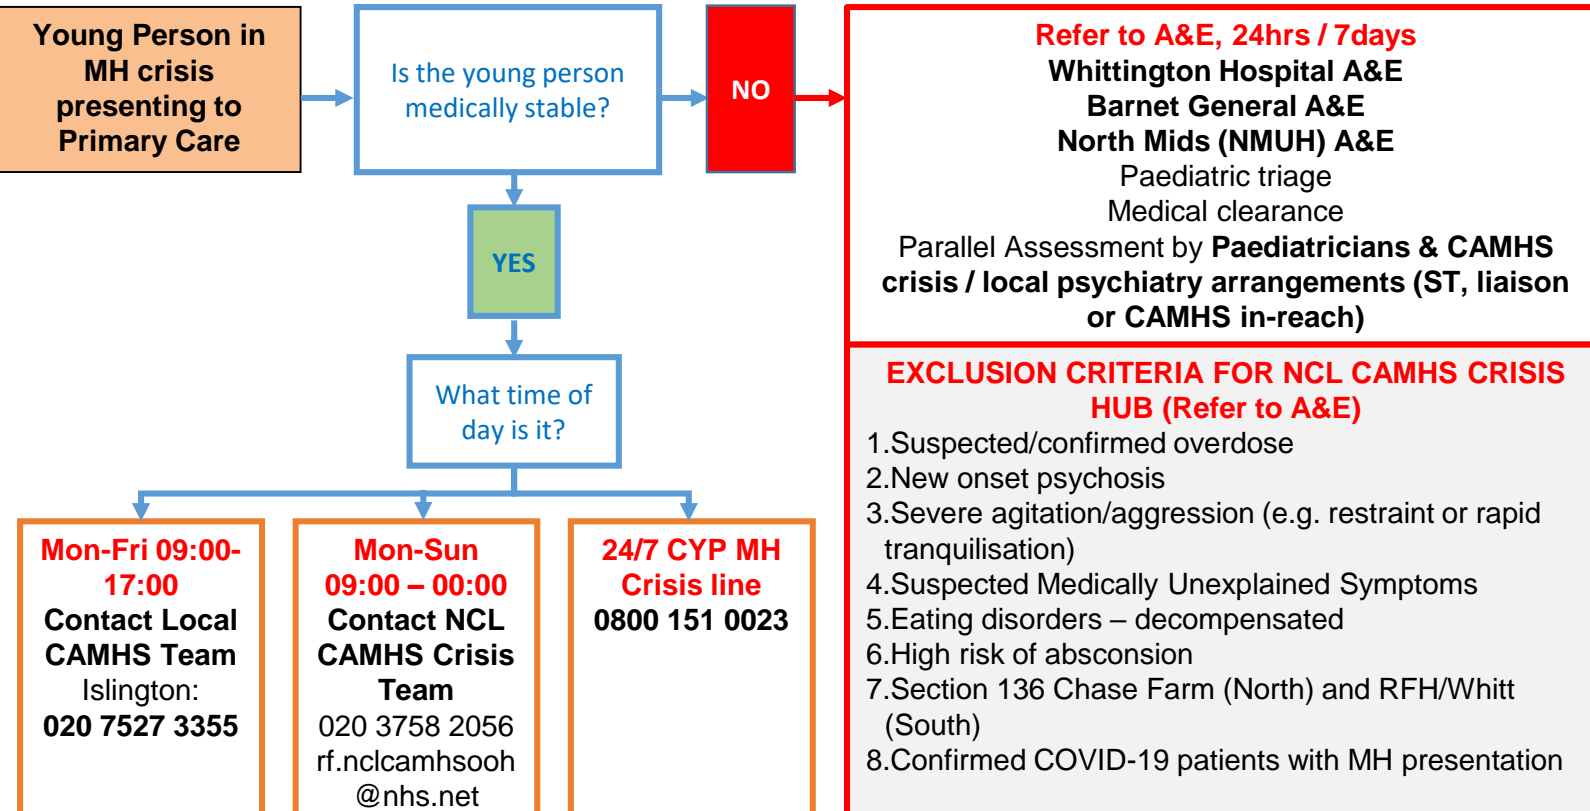 Young Person in
MH crisis
presenting to
Primary Care
Is the young person
medically stable?
NO
YES
What time of
day is it?
Mon-Fri 09:00-
17:00
Contact Local
CAMHS Team
Islington:
020 7527 3355
Mon-Sun
09:00 – 00:00
Contact NCL
CAMHS Crisis
Team
020 3758 2056
rf.nclcamhsooh
@nhs.net
24/7 CYP MH
Crisis line
0800 151 0023
Refer to A&E, 24hrs / 7days
Whittington Hospital A&E
Barnet General A&E
North Mids (NMUH) A&E
Paediatric triage
Medical clearance
Parallel Assessment by Paediatricians & CAMHS
crisis / local psychiatry arrangements (ST, liaison
or CAMHS in-reach)
EXCLUSION CRITERIA FOR NCL CAMHS CRISIS
HUB (Refer to A&E)
1.Suspected/confirmed overdose
2.New onset psychosis
3.Severe agitation/aggression (e.g. restraint or rapid
tranquilisation)
4.Suspected Medically Unexplained Symptoms
5.Eating disorders – decompensated
6.High risk of absconsion
7.Section 136 Chase Farm (North) and RFH/Whitt
(South)
8.Confirmed COVID-19 patients with MH presentation